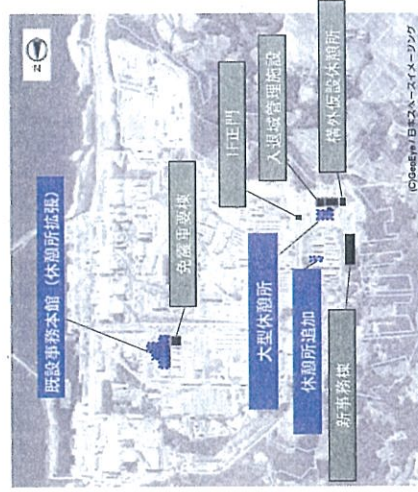 N
既設事務本館(休憩所拡張)
免震重要棟
正門
入退域管理施設
構外仮設休憩所
大型休憩所
休憩所追加
新事務棟
(C)GeoEye/日本スペースイメージング